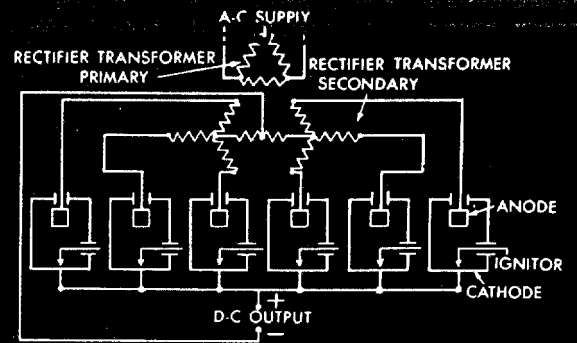 A-C SUPPLY
RECTIFIER TRANSFORMER
PRIMARY
RECTIFIER TRANSFORMER
SECONDARY
ANODE
IGNITOR
CATHODE
+
D-C OUTPUT
−